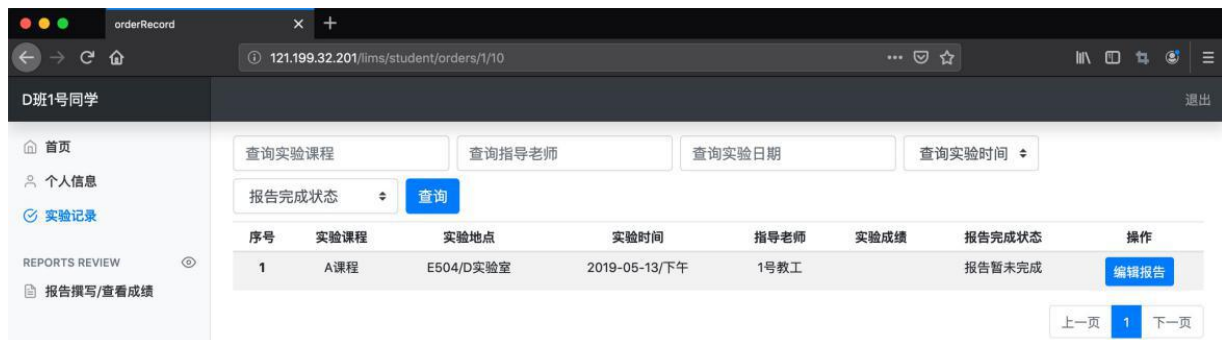 orderRecord
121.199.32.201/lims/student/orders/1/10
D班1号同学
退出
首页
个人信息
实验记录
REPORTS REVIEW
报告撰写/查看成绩
查询实验课程 查询指导老师 查询实验日期 查询实验时间
报告完成状态 查询
序号 实验课程 实验地点 实验时间 指导老师 实验成绩 报告完成状态 操作
1 A课程 E504/D实验室 2019-05-13/下午 1号教工 报告暂未完成 编辑报告
上一页 1 下一页